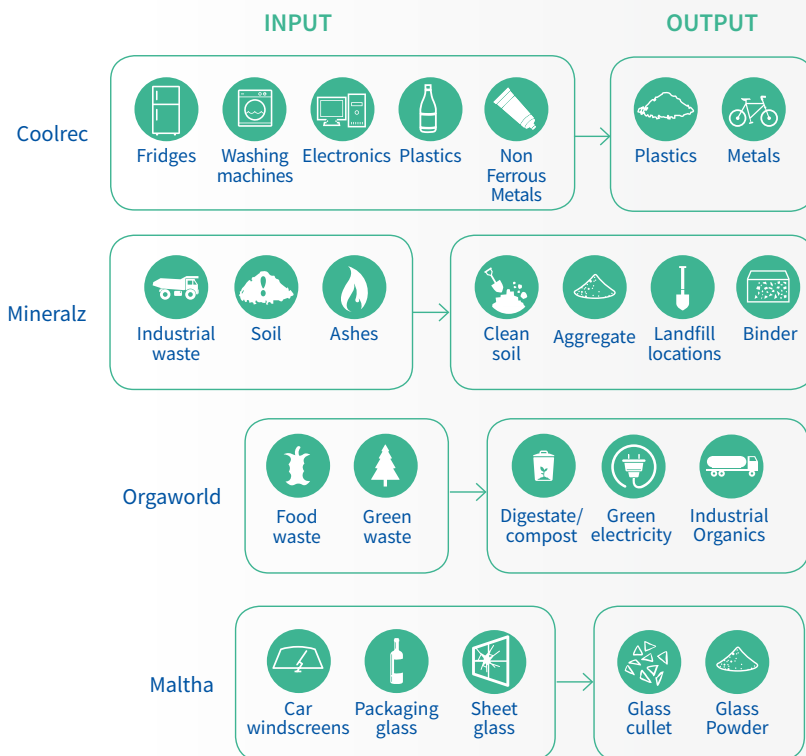 INPUT
OUTPUT
Coolrec
Fridges
Washing
machines
Electronics
Plastics
Non
Ferrous
Metals
Plastics
Metals
Mineralz
Industrial
waste
Soil
Ashes
Clean
soil
Aggregate
Landfill
locations
Binder
Orgaworld
Food
waste
Green
waste
Digestate/
compost
Green
electricity
Industrial
Organics
Maltha
Car
windscreens
Packaging
glass
Sheet
glass
Glass
cullet
Glass
Powder